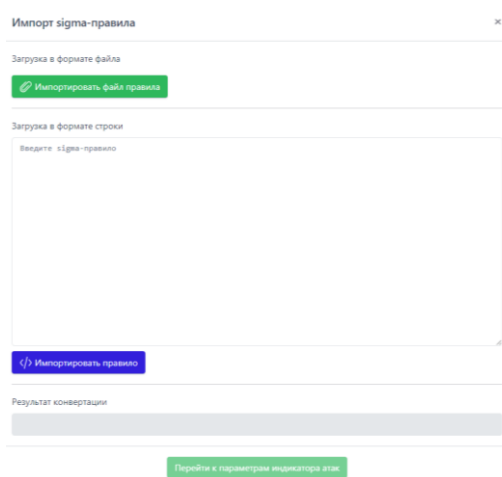 Импорт sigma-правила
×
Загрузка в формате файла
Импортировать файл правила
Загрузка в формате строки
Введите sigma-правило
</> Импортировать правило
Результат конвертации
Перейти к параметрам индикатора атак